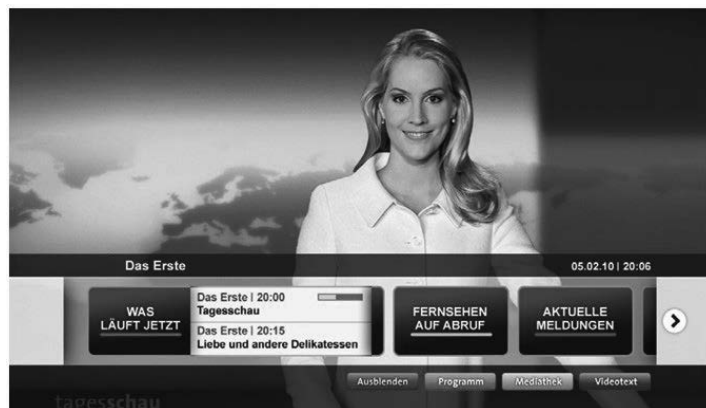 Das Erste
05.02.10 | 20:06
WAS
LÄUFT JETZT
Das Erste | 20:00
Tagesschau
Das Erste | 20:15
Liebe und andere Delikatessen
FERNSEHEN
AUF ABRUF
AKTUELLE
MELDUNGEN
Ausblenden
Programm
Mediathek
Videotext
tagesschau